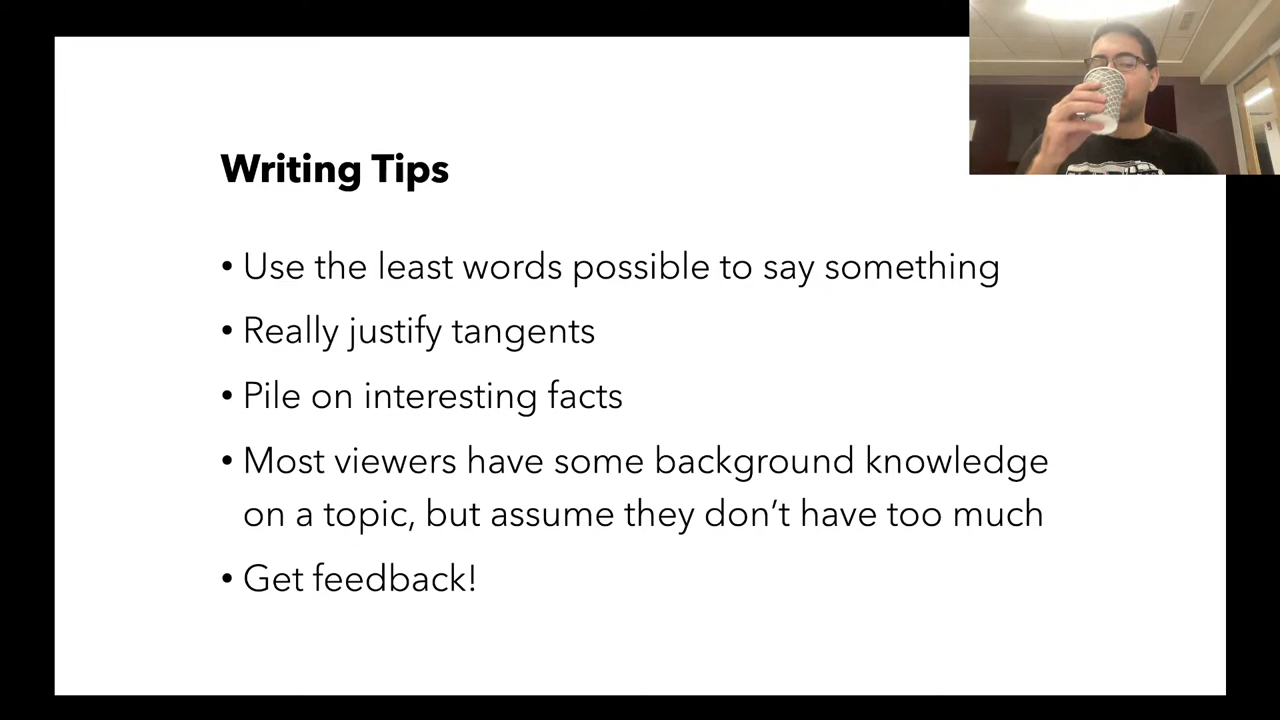 Writing Tips
• Use the least words possible to say something
• Really justify tangents
• Pile on interesting facts
• Most viewers have some background knowledge
on a topic, but assume they don’t have too much
• Get feedback!